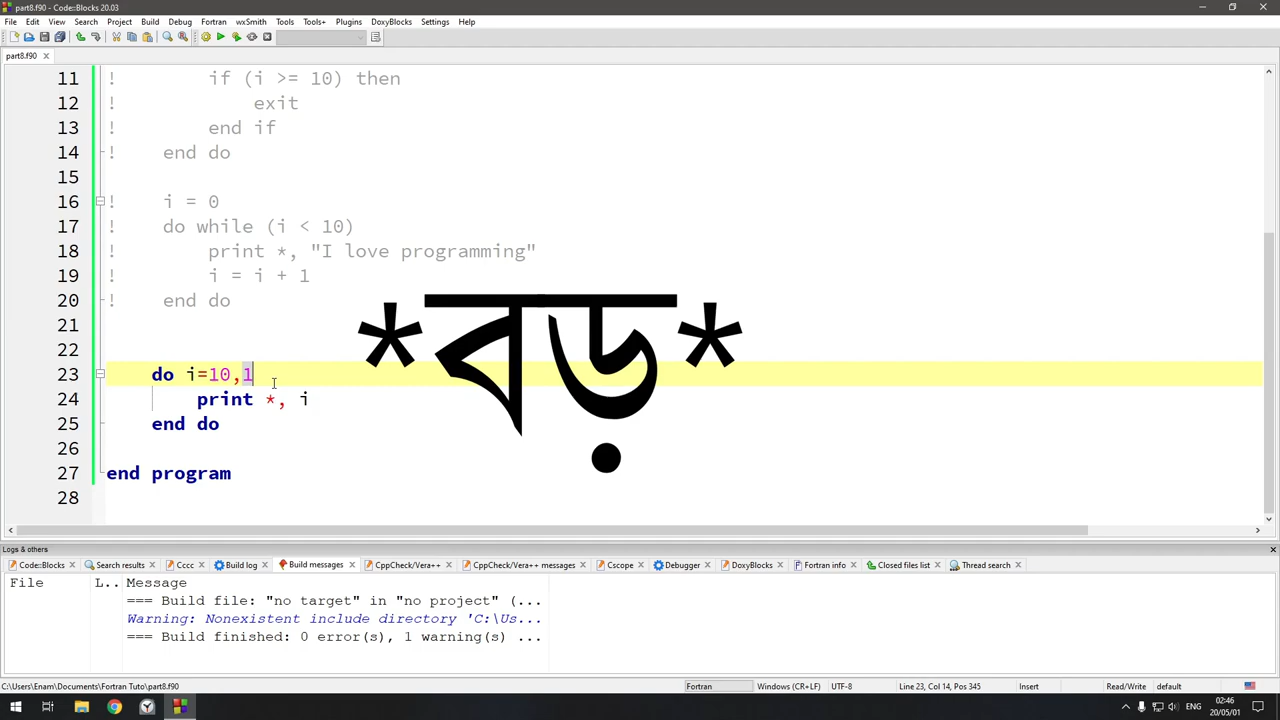 part8.f90 - Code::Blocks 20.03
File Edit View Search Project Build Debug Fortran wxSmith Tools Tools+ Plugins DoxyBlocks Settings Help
part8.f90
11 ! if (i >= 10) then
12 ! exit
13 ! end if
14 ! end do
15
16 ! i = 0
17 ! do while (i < 10)
18 ! print *, "I love programming"
19 ! i = i + 1
20 ! end do
21
22
*বড়*
23 do i=10,1
24 print *, i
25 end do
26
27 end program
28
Logs & others
Code::Blocks Search results Cccc Build log Build messages CppCheck/Vera++ CppCheck/Vera++ messages Cscope Debugger DoxyBlocks Fortran info Closed files list Thread search
File L.. Message
=== Build file: "no target" in "no project" (...
Warning: Nonexistent include directory 'C:\Us...
=== Build finished: 0 error(s), 1 warning(s) ...
C:\Users\Enam\Documents\Fortran Tuto\part8.f90 Fortran Windows (CR+LF) UTF-8 Line 23, Col 14, Pos 345 Insert Read/Write default
ENG 02:46
20/05/01